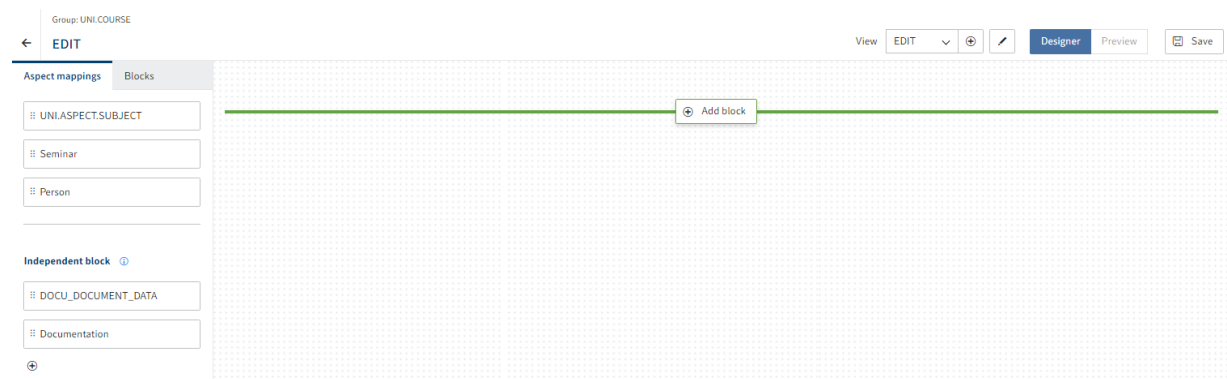 Group: UNI.COURSE
EDIT
View EDIT Designer Preview Save
Aspect mappings Blocks
UNI.ASPECT.SUBJECT
Add block
Seminar
Person
Independent block
DOCU_DOCUMENT_DATA
Documentation